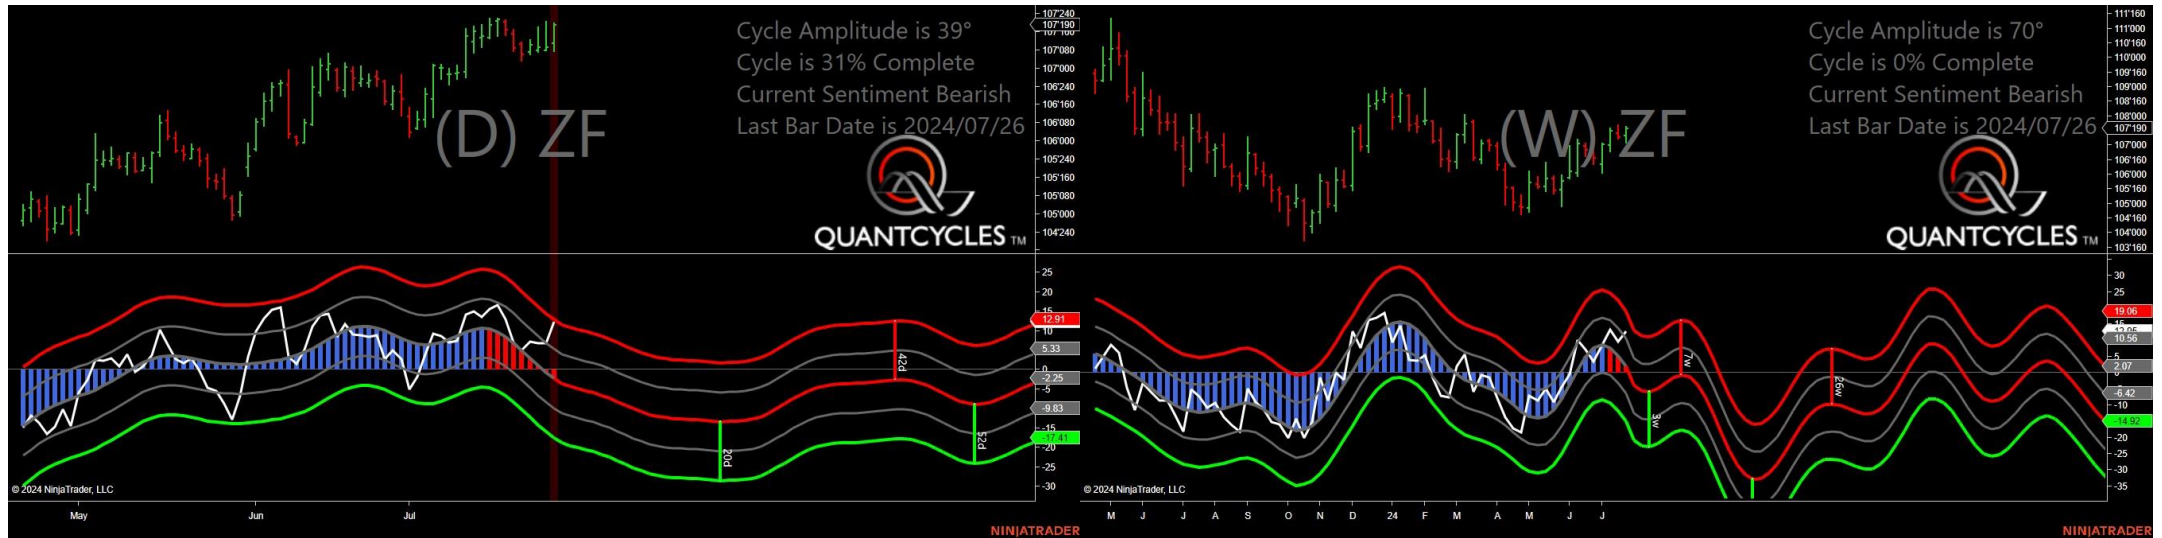 Cycle Amplitude is 39°
Cycle is 31% Complete
Current Sentiment Bearish
Last Bar Date is 2024/07/26
(D) ZF
QUANTCYCLES TM
107'240
107'190
107'160
107'080
107'000
106'240
106'160
106'080
106'000
105'240
105'160
105'080
105'000
104'240
25
20
15
12.91
10
5.33
0
-2.25
-5
-9.83
-15
-17.41
-20
-25
-30
42d
52d
20d
© 2024 NinjaTrader, LLC
May Jun Jul
NINJATRADER
Cycle Amplitude is 70°
Cycle is 0% Complete
Current Sentiment Bearish
Last Bar Date is 2024/07/26
(W) ZF
QUANTCYCLES TM
111'160
111'000
110'160
110'000
109'160
109'000
108'160
108'000
107'190
107'000
106'160
106'000
105'160
105'000
104'160
104'000
103'160
30
25
19.06
15
10.56
5
2.07
0
-6.42
-10
-14.92
-20
-25
-30
-35
7w
26w
3w
© 2024 NinjaTrader, LLC
M J J A S O N D 24 F M A M J J
NINJATRADER